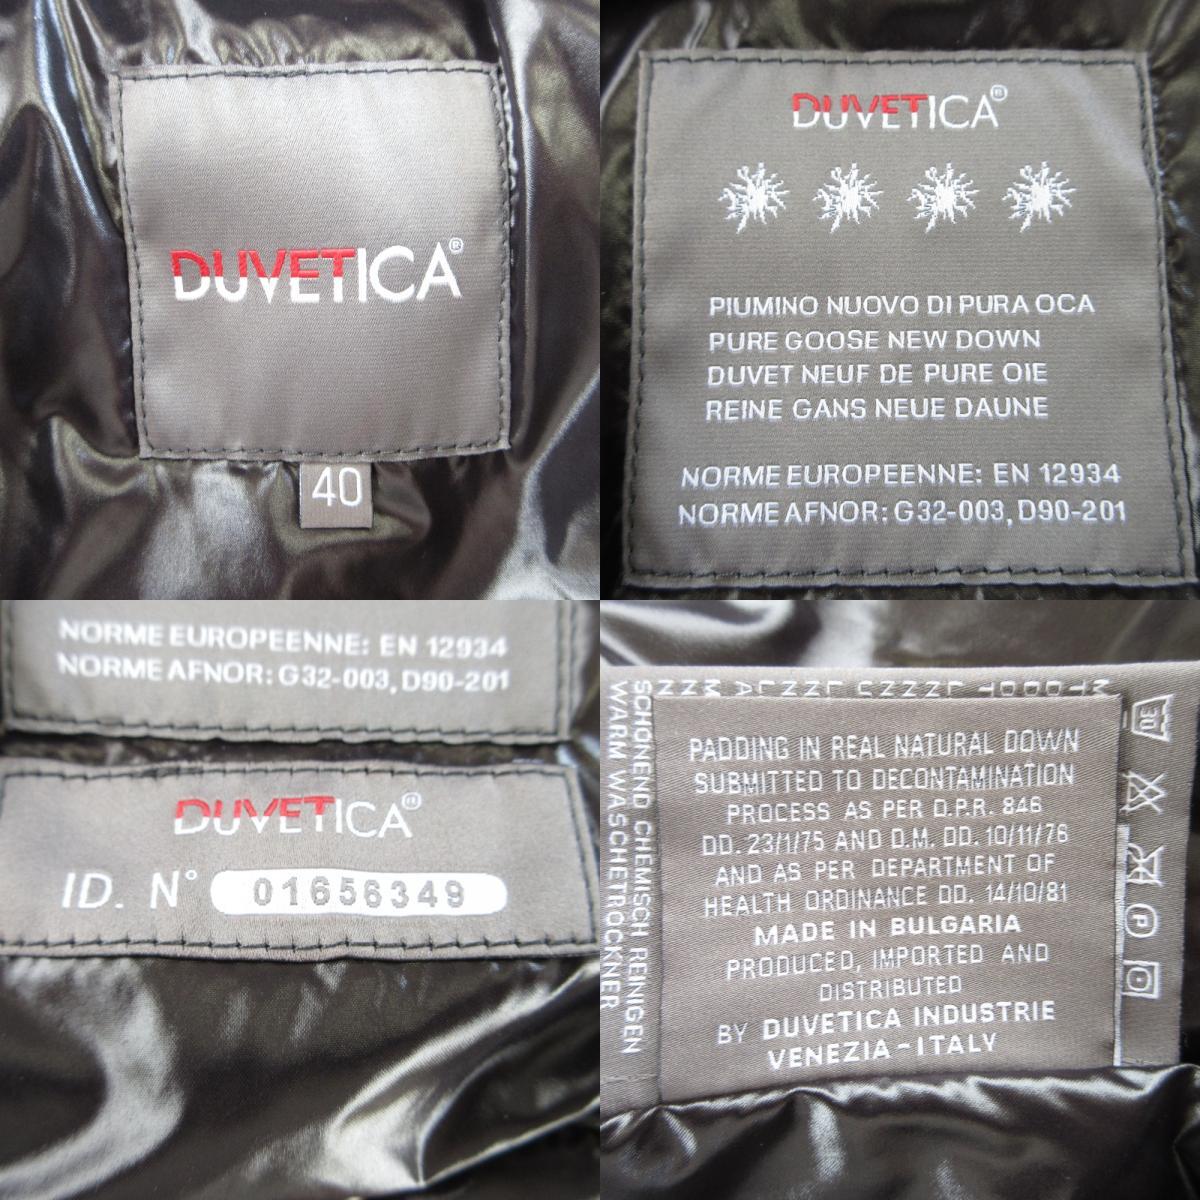 DUVETICA®
40
DUVETICA®
PIUMINO NUOVO DI PURA OCA
PURE GOOSE NEW DOWN
DUVET NEUF DE PURE OIE
REINE GANS NEUE DAUNE
NORME EUROPEENNE: EN 12934
NORME AFNOR: G32-003, D90-201
NORME EUROPEENNE: EN 12934
NORME AFNOR: G32-003, D90-201
DUVETICA®
ID. N° 01656349
SCHONEND CHEMISCH REINIGEN
WARM WASCHETROCKNER
PADDING IN REAL NATURAL DOWN
SUBMITTED TO DECONTAMINATION
PROCESS AS PER D.P.R. 846
DD. 23/1/75 AND D.M. DD. 10/11/76
AND AS PER DEPARTMENT OF
HEALTH ORDINANCE DD. 14/10/81
MADE IN BULGARIA
PRODUCED, IMPORTED AND
DISTRIBUTED
BY DUVETICA INDUSTRIE
VENEZIA - ITALY
30
P